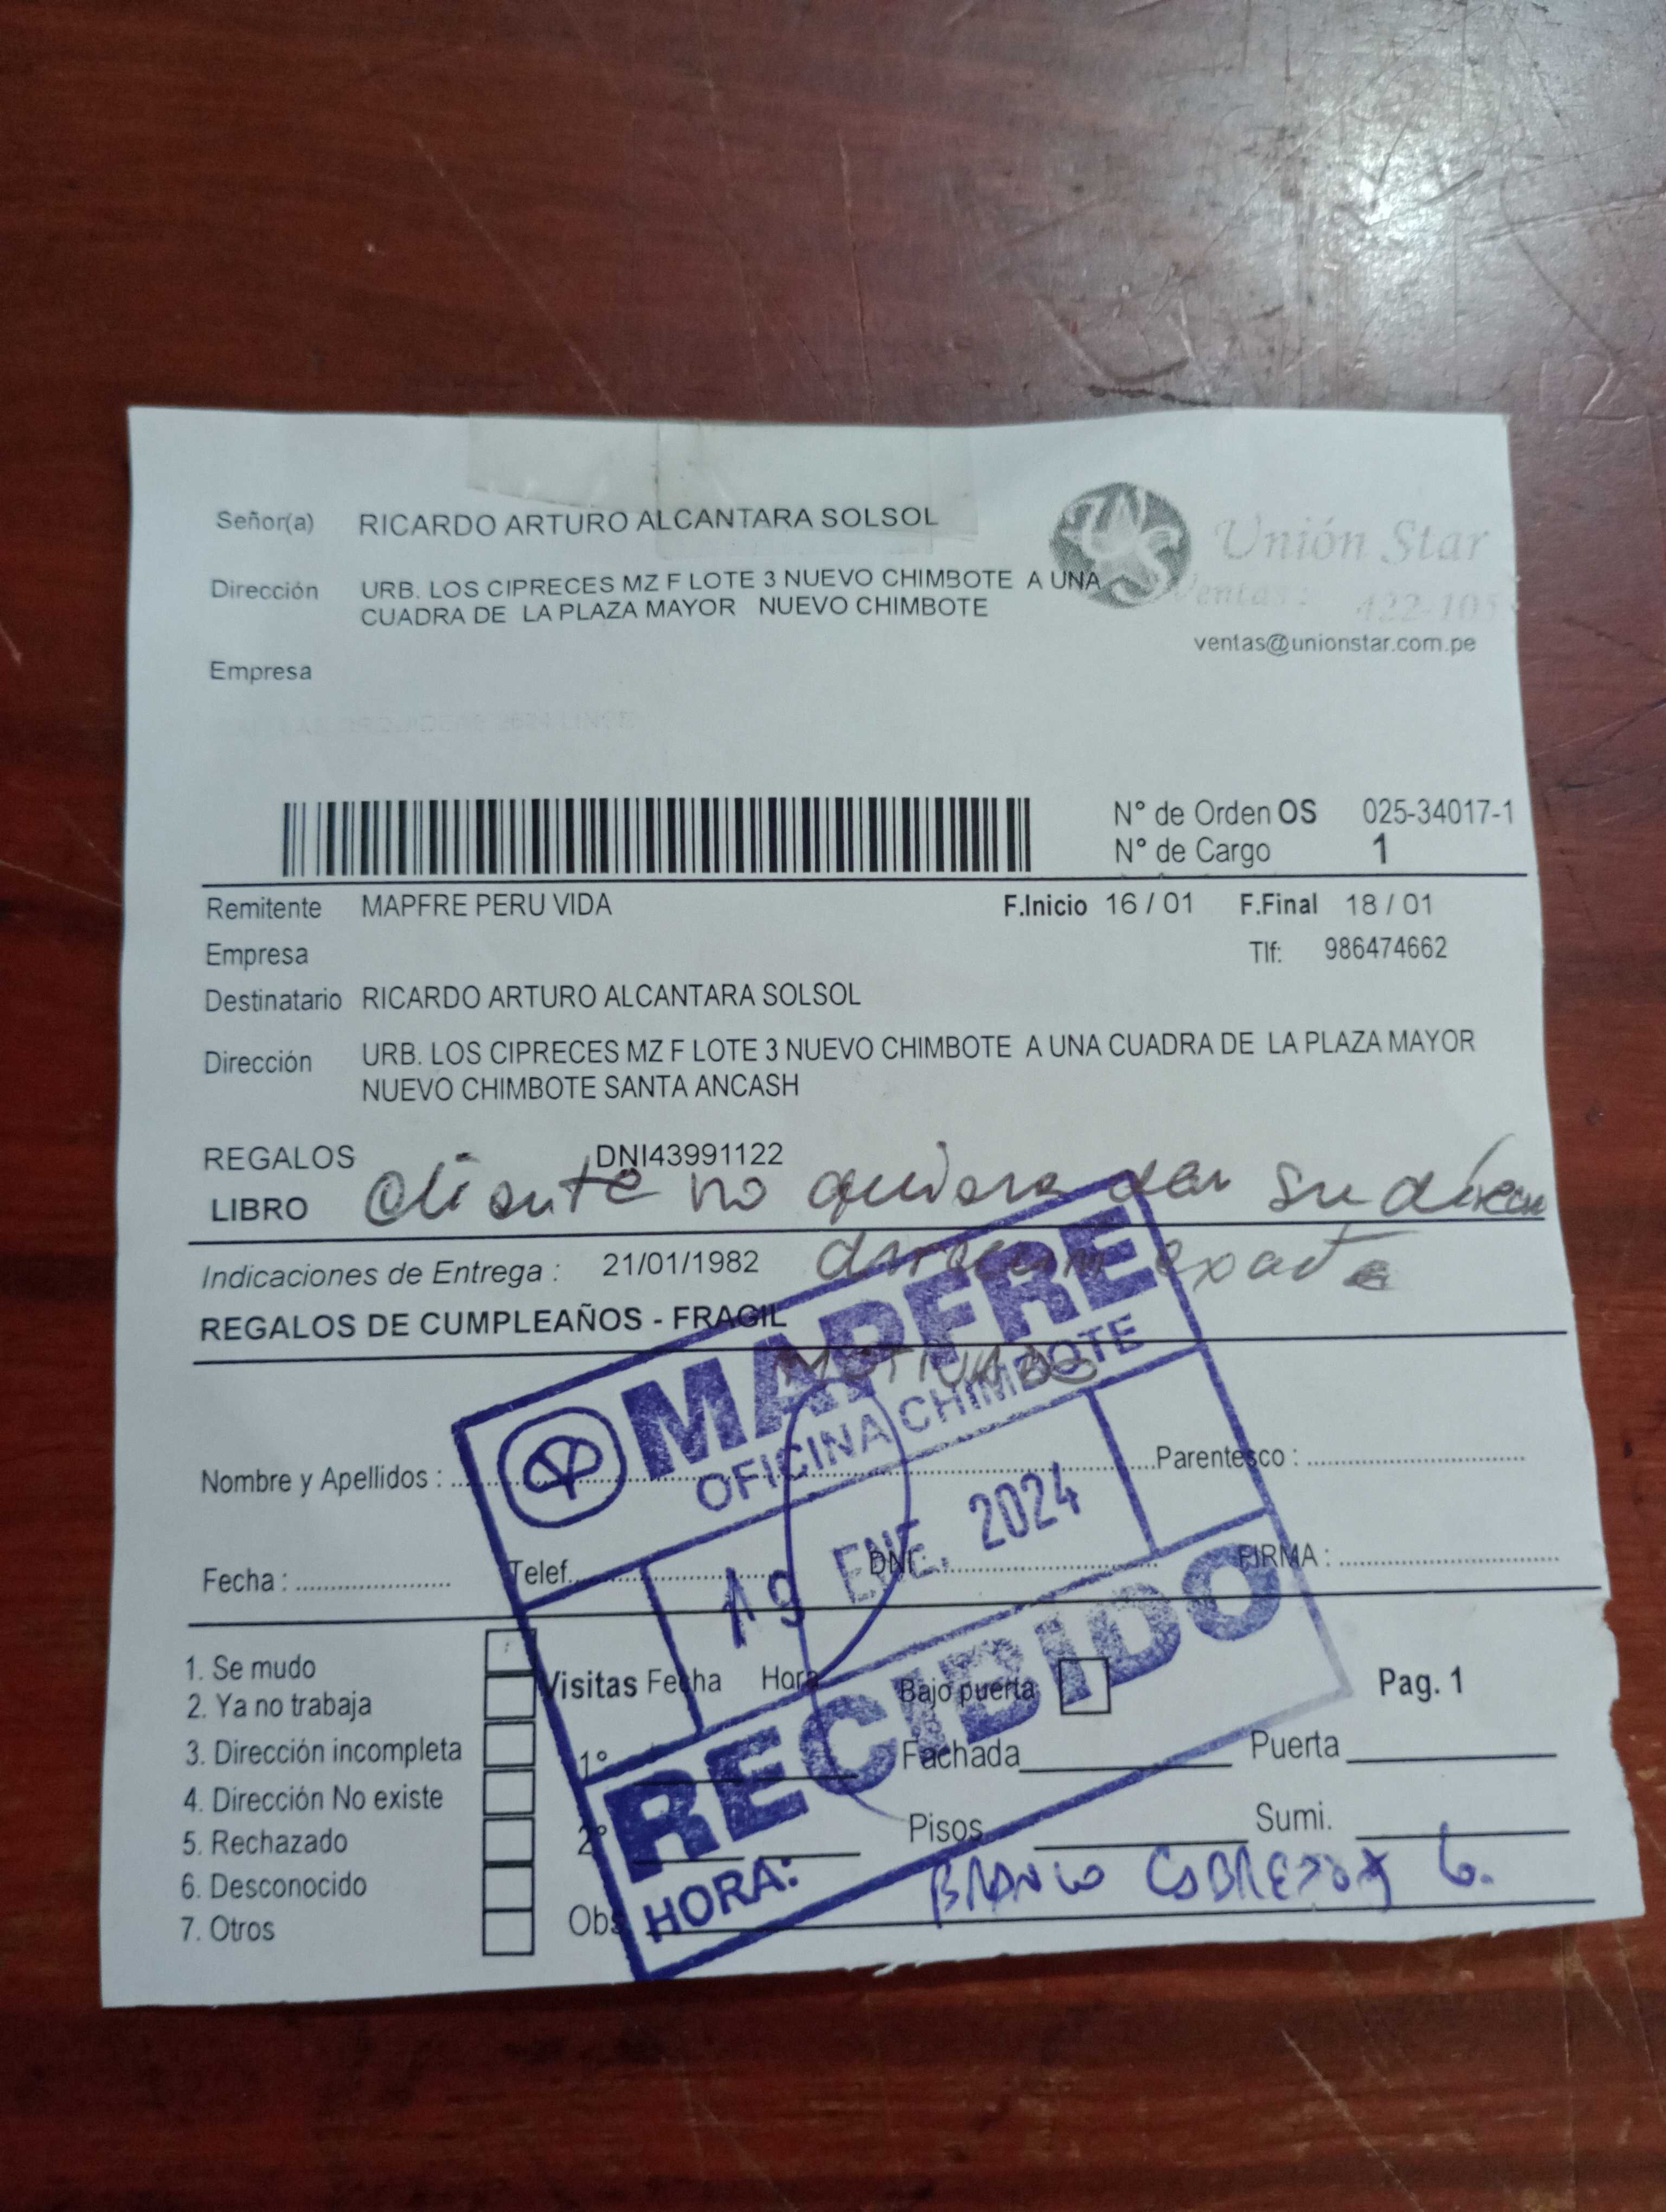 Señor(a) RICARDO ARTURO ALCANTARA SOLSOL
Unión Star
Dirección URB. LOS CIPRECES MZ F LOTE 3 NUEVO CHIMBOTE A UNA
CUADRA DE LA PLAZA MAYOR NUEVO CHIMBOTE
Ventas: 422-105
ventas@unionstar.com.pe
Empresa
N° de Orden OS 025-34017-1
N° de Cargo 1
Remitente MAPFRE PERU VIDA F.Inicio 16 / 01 F.Final 18 / 01
Empresa Tlf: 986474662
Destinatario RICARDO ARTURO ALCANTARA SOLSOL
Dirección URB. LOS CIPRECES MZ F LOTE 3 NUEVO CHIMBOTE A UNA CUADRA DE LA PLAZA MAYOR
NUEVO CHIMBOTE SANTA ANCASH
REGALOS DNI43991122
LIBRO Cliente no quiere dar su
Indicaciones de Entrega : 21/01/1982 exacta
REGALOS DE CUMPLEAÑOS - FRAGIL
MOTIVADO
MAPFRE
OFICINA CHIMBOTE
Nombre y Apellidos : Parentesco :
19 ENE. 2024
Fecha : Telef. DNI: FIRMA :
RECIBIDO
HORA:
1. Se mudo
2. Ya no trabaja
3. Dirección incompleta
4. Dirección No existe
5. Rechazado
6. Desconocido
7. Otros
Visitas Fecha Hora Bajo puerta Pag. 1
1° Fachada Puerta
2° Pisos Sumi.
Obs